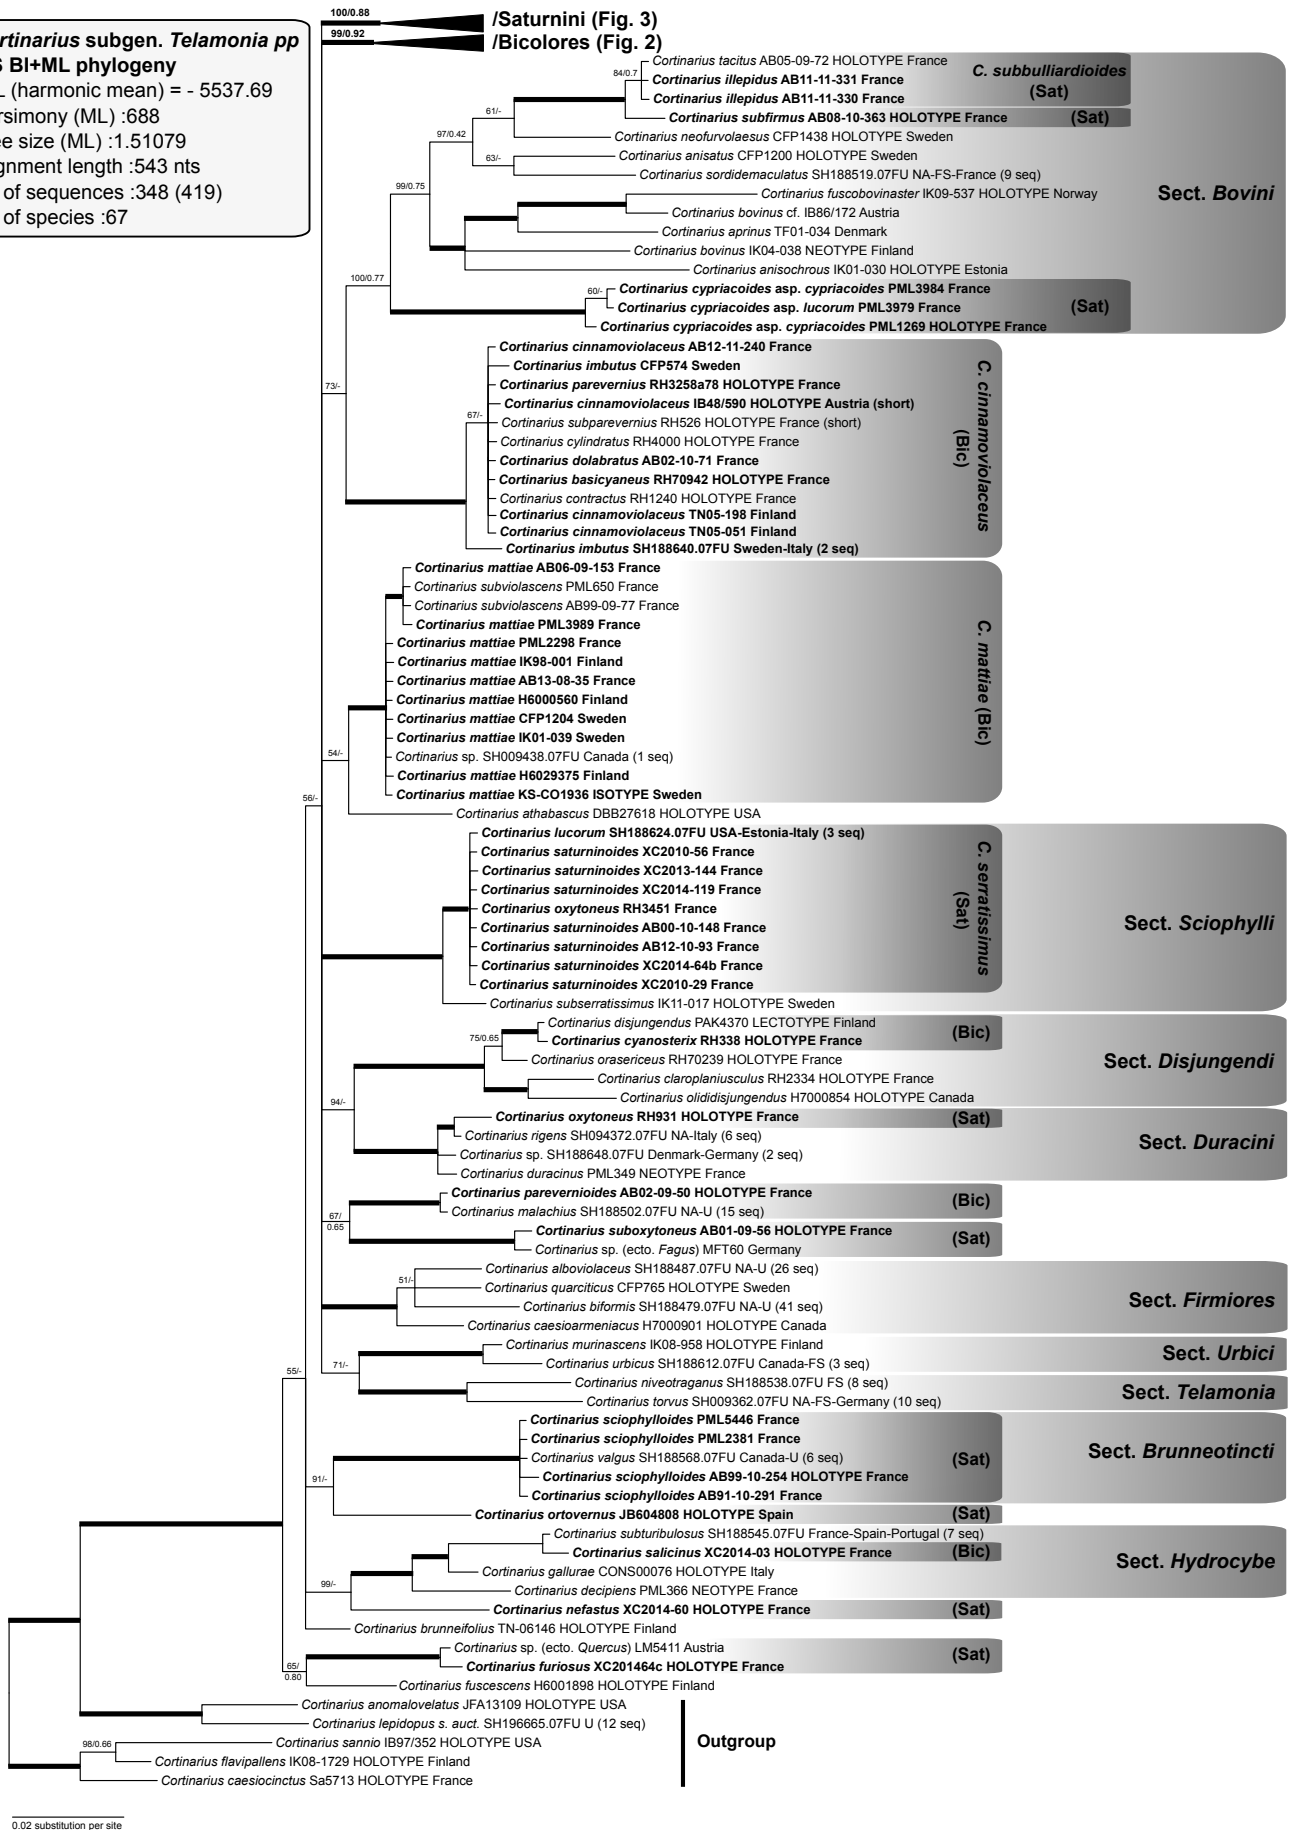 100/0.88
/Saturnini (Fig. 3)
99/0.92
/Bicolores (Fig. 2)
rtinarius subgen. Telamonia pp
S BI+ML phylogeny
L (harmonic mean) = - 5537.69
rsimony (ML) :688
ee size (ML) :1.51079
gnment length :543 nts
of sequences :348 (419)
of species :67
Cortinarius tacitus AB05-09-72 HOLOTYPE France
84/0.7
Cortinarius illepidus AB11-11-331 France
C. subbulliardioides
(Sat)
Cortinarius illepidus AB11-11-330 France
61/-
Cortinarius subfirmus AB08-10-363 HOLOTYPE France
(Sat)
97/0.42
Cortinarius neofurvolaesus CFP1438 HOLOTYPE Sweden
Cortinarius anisatus CFP1200 HOLOTYPE Sweden
63/-
Cortinarius sordidemaculatus SH188519.07FU NA-FS-France (9 seq)
99/0.75
Cortinarius fuscobovinaster IK09-537 HOLOTYPE Norway
Sect. Bovini
Cortinarius bovinus cf. IB86/172 Austria
Cortinarius aprinus TF01-034 Denmark
Cortinarius bovinus IK04-038 NEOTYPE Finland
Cortinarius anisochrous IK01-030 HOLOTYPE Estonia
100/0.77
60/-
Cortinarius cypriacoides asp. cypriacoides PML3984 France
Cortinarius cypriacoides asp. lucorum PML3979 France
(Sat)
Cortinarius cypriacoides asp. cypriacoides PML1269 HOLOTYPE France
Cortinarius cinnamoviolaceus AB12-11-240 France
Cortinarius imbutus CFP574 Sweden
73/-
Cortinarius parevernius RH3258a78 HOLOTYPE France
Cortinarius cinnamoviolaceus IB48/590 HOLOTYPE Austria (short)
67/-
Cortinarius subparevernius RH526 HOLOTYPE France (short)
C. cinnamoviolaceus
(Bic)
Cortinarius cylindratus RH4000 HOLOTYPE France
Cortinarius dolabratus AB02-10-71 France
Cortinarius basicyaneus RH70942 HOLOTYPE France
Cortinarius contractus RH1240 HOLOTYPE France
Cortinarius cinnamoviolaceus TN05-198 Finland
Cortinarius cinnamoviolaceus TN05-051 Finland
Cortinarius imbutus SH188640.07FU Sweden-Italy (2 seq)
Cortinarius mattiae AB06-09-153 France
Cortinarius subviolascens PML650 France
Cortinarius subviolascens AB99-09-77 France
Cortinarius mattiae PML3989 France
Cortinarius mattiae PML2298 France
Cortinarius mattiae IK98-001 Finland
Cortinarius mattiae AB13-08-35 France
C. mattiae (Bic)
Cortinarius mattiae H6000560 Finland
Cortinarius mattiae CFP1204 Sweden
Cortinarius mattiae IK01-039 Sweden
54/-
Cortinarius sp. SH009438.07FU Canada (1 seq)
Cortinarius mattiae H6029375 Finland
Cortinarius mattiae KS-CO1936 ISOTYPE Sweden
56/-
Cortinarius athabascus DBB27618 HOLOTYPE USA
Cortinarius lucorum SH188624.07FU USA-Estonia-Italy (3 seq)
Cortinarius saturninoides XC2010-56 France
Cortinarius saturninoides XC2013-144 France
Cortinarius saturninoides XC2014-119 France
Cortinarius oxytoneus RH3451 France
C. serratissimus
(Sat)
Sect. Sciophylli
Cortinarius saturninoides AB00-10-148 France
Cortinarius saturninoides AB12-10-93 France
Cortinarius saturninoides XC2014-64b France
Cortinarius saturninoides XC2010-29 France
Cortinarius subserratissimus IK11-017 HOLOTYPE Sweden
Cortinarius disjungendus PAK4370 LECTOTYPE Finland
75/0.65
Cortinarius cyanosterix RH338 HOLOTYPE France
(Bic)
Cortinarius orasericeus RH70239 HOLOTYPE France
Sect. Disjungendi
Cortinarius claroplaniusculus RH2334 HOLOTYPE France
Cortinarius olididisjungendus H7000854 HOLOTYPE Canada
94/-
Cortinarius oxytoneus RH931 HOLOTYPE France
(Sat)
Cortinarius rigens SH094372.07FU NA-Italy (6 seq)
Sect. Duracini
Cortinarius sp. SH188648.07FU Denmark-Germany (2 seq)
Cortinarius duracinus PML349 NEOTYPE France
Cortinarius parevernioides AB02-09-50 HOLOTYPE France
(Bic)
Cortinarius malachius SH188502.07FU NA-U (15 seq)
67/
0.65
Cortinarius suboxytoneus AB01-09-56 HOLOTYPE France
(Sat)
Cortinarius sp. (ecto. Fagus) MFT60 Germany
Cortinarius alboviolaceus SH188487.07FU NA-U (26 seq)
51/-
Cortinarius quarciticus CFP765 HOLOTYPE Sweden
Sect. Firmiores
Cortinarius biformis SH188479.07FU NA-U (41 seq)
Cortinarius caesioarmeniacus H7000901 HOLOTYPE Canada
Cortinarius murinascens IK08-958 HOLOTYPE Finland
Sect. Urbici
71/-
Cortinarius urbicus SH188612.07FU Canada-FS (3 seq)
55/-
Cortinarius niveotraganus SH188538.07FU FS (8 seq)
Sect. Telamonia
Cortinarius torvus SH009362.07FU NA-FS-Germany (10 seq)
Cortinarius sciophylloides PML5446 France
Cortinarius sciophylloides PML2381 France
Sect. Brunneotincti
Cortinarius valgus SH188568.07FU Canada-U (6 seq)
(Sat)
91/-
Cortinarius sciophylloides AB99-10-254 HOLOTYPE France
Cortinarius sciophylloides AB91-10-291 France
Cortinarius ortovernus JB604808 HOLOTYPE Spain
(Sat)
Cortinarius subturibulosus SH188545.07FU France-Spain-Portugal (7 seq)
Cortinarius salicinus XC2014-03 HOLOTYPE France
(Bic)
Sect. Hydrocybe
Cortinarius gallurae CONS00076 HOLOTYPE Italy
99/-
Cortinarius decipiens PML366 NEOTYPE France
Cortinarius nefastus XC2014-60 HOLOTYPE France
(Sat)
Cortinarius brunneifolius TN-06146 HOLOTYPE Finland
Cortinarius sp. (ecto. Quercus) LM5411 Austria
(Sat)
65/
0.80
Cortinarius furiosus XC201464c HOLOTYPE France
Cortinarius fuscescens H6001898 HOLOTYPE Finland
Cortinarius anomalovelatus JFA13109 HOLOTYPE USA
Cortinarius lepidopus s. auct. SH196665.07FU U (12 seq)
98/0.66
Cortinarius sannio IB97/352 HOLOTYPE USA
Outgroup
Cortinarius flavipallens IK08-1729 HOLOTYPE Finland
Cortinarius caesiocinctus Sa5713 HOLOTYPE France
0.02 substitution per site